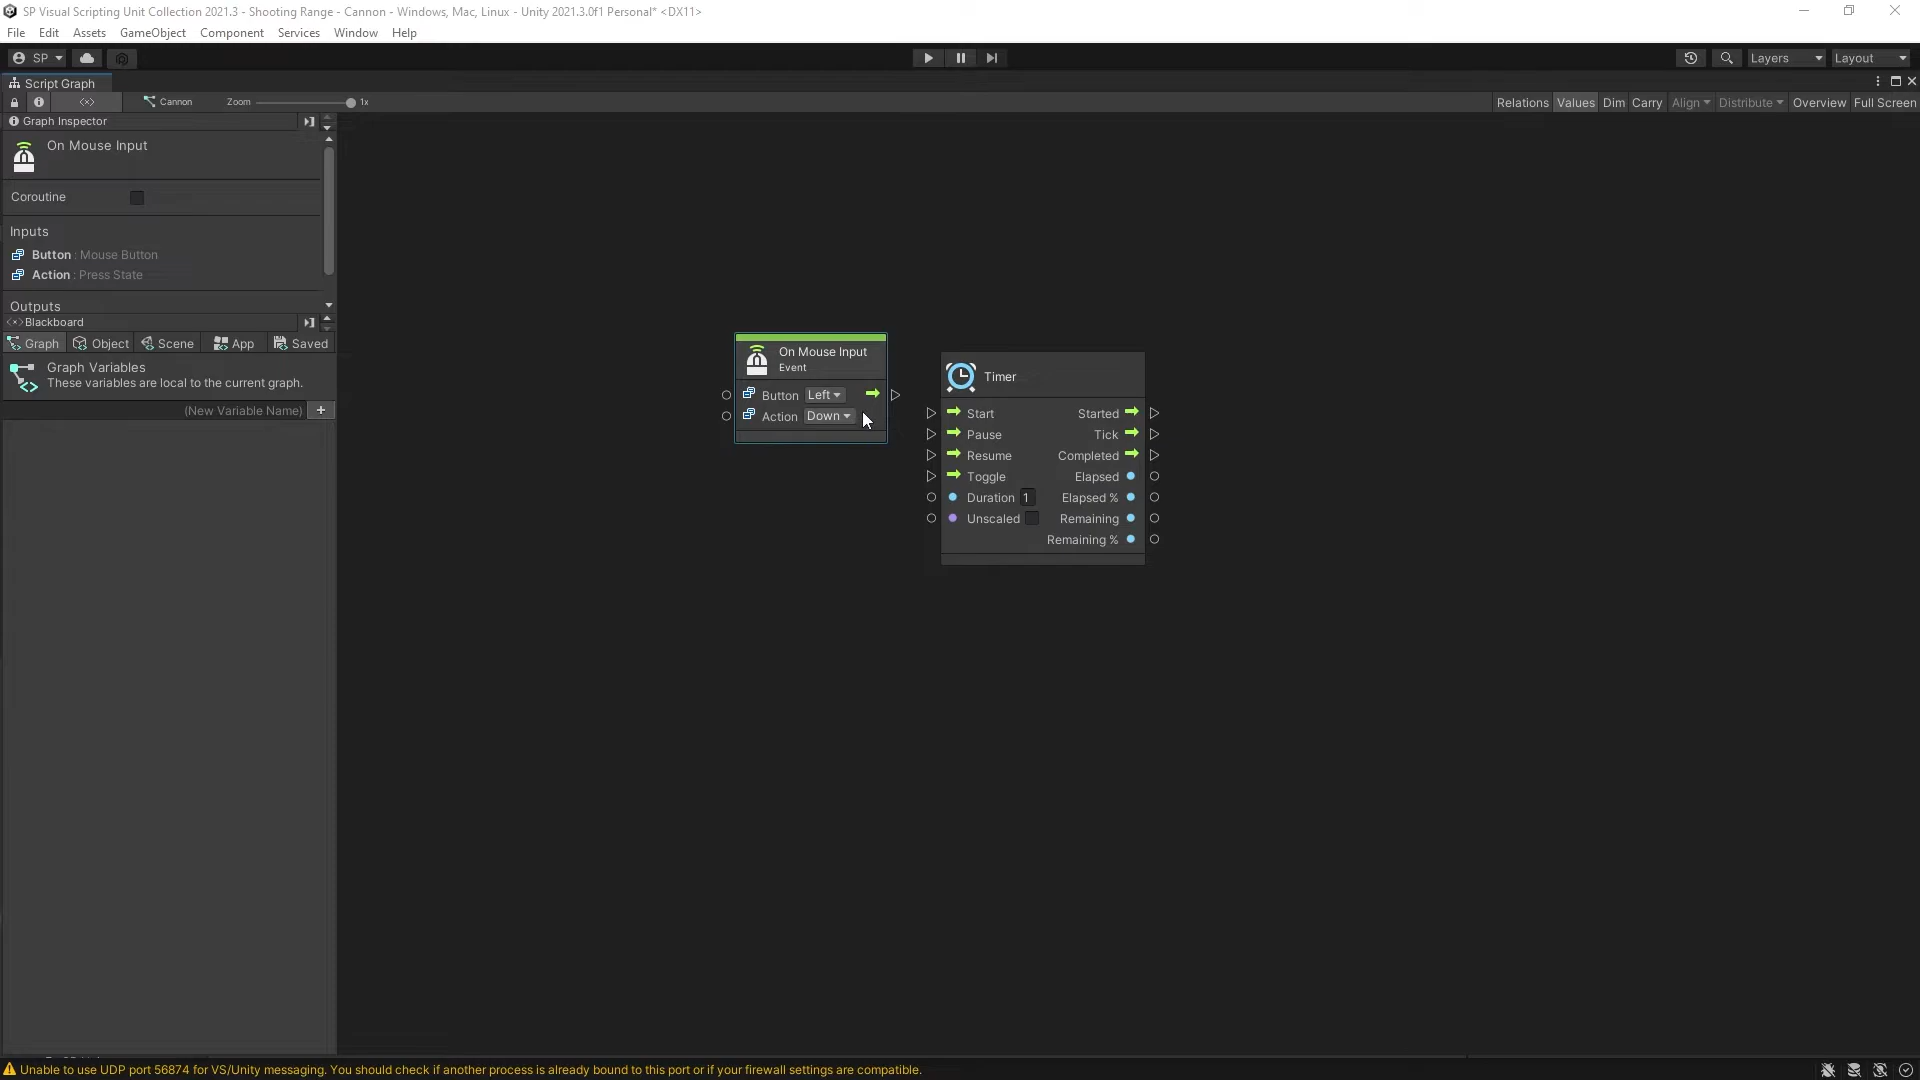 SP Visual Scripting Unit Collection 2021.3 - Shooting Range - Cannon - Windows, Mac, Linux - Unity 2021.3.0f1 Personal* <DX11>
File Edit Assets GameObject Component Services Window Help
SP Layers Layout
Script Graph
Cannon Zoom 1x Relations Values Dim Carry Align Distribute Overview Full Screen
Graph Inspector
On Mouse Input
Coroutine
Inputs
Button : Mouse Button
Action : Press State
Outputs
Blackboard
Graph Object Scene App Saved
Graph Variables
These variables are local to the current graph.
(New Variable Name) +
On Mouse Input
Event
Button Left
Action Down
Timer
Start Started
Pause Tick
Resume Completed
Toggle Elapsed
Duration 1 Elapsed %
Unscaled Remaining
Remaining %
Unable to use UDP port 56874 for VS/Unity messaging. You should check if another process is already bound to this port or if your firewall settings are compatible.